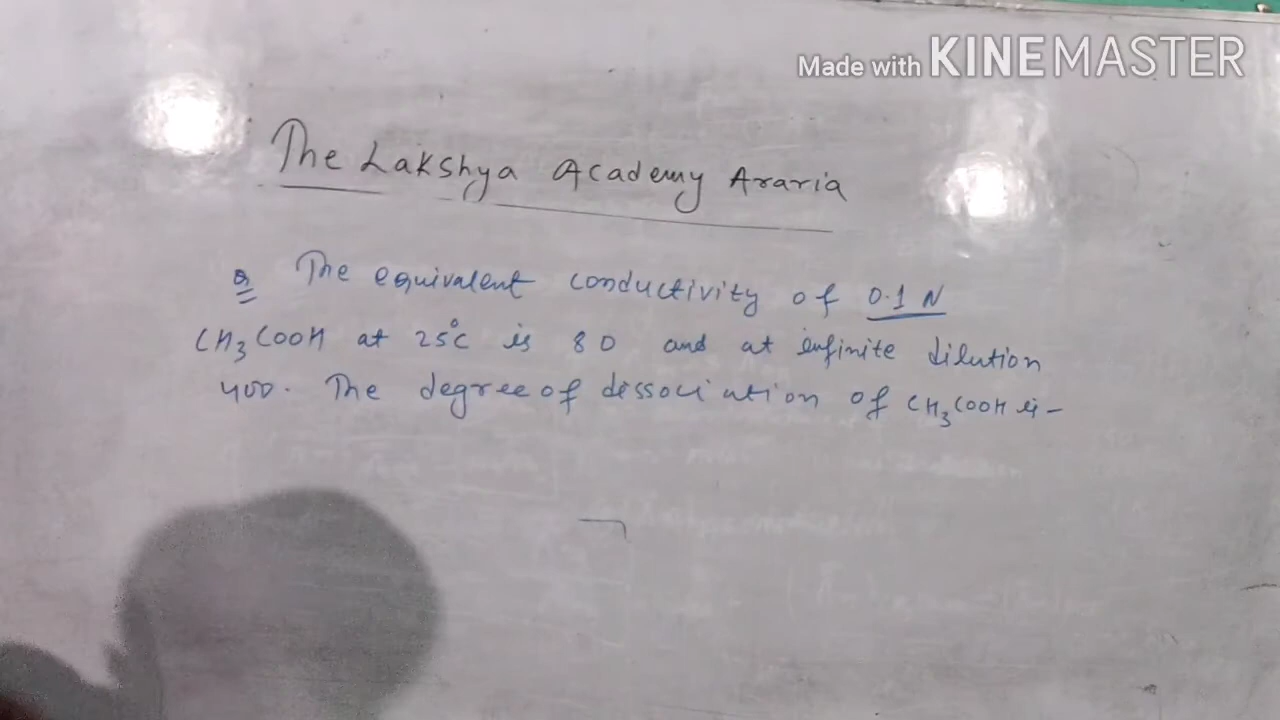 Made with KINEMASTER
The Lakshya Academy Araria
Q The equivalent conductivity of 0.1 N
CH3COOH at 25°C is 80 and at infinite dilution
400. The degree of dissociation of CH3COOH is-